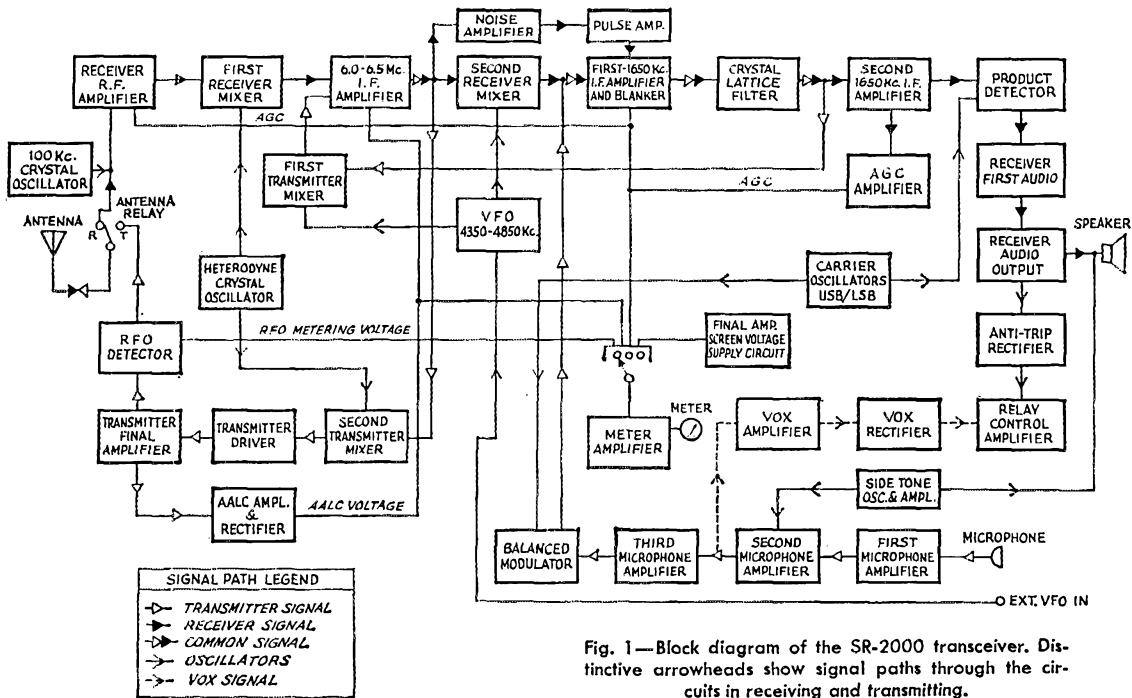 NOISE
AMPLIFIER
PULSE AMP.
RECEIVER
R.F.
AMPLIFIER
FIRST
RECEIVER
MIXER
6.0-6.5 Mc.
I. F.
AMPLIFIER
SECOND
RECEIVER
MIXER
FIRST-1650 Kc.
I.F. AMPLIFIER
AND BLANKER
CRYSTAL
LATTICE
FILTER
SECOND
1650 Kc. I.F.
AMPLIFIER
PRODUCT
DETECTOR
AGC
100 Kc.
CRYSTAL
OSCILLATOR
FIRST
TRANSMITTER
MIXER
AGC
AGC
AMPLIFIER
RECEIVER
FIRST AUDIO
ANTENNA
ANTENNA
RELAY
R
T
HETERODYNE
CRYSTAL
OSCILLATOR
VFO
4350-4850 Kc.
CARRIER
OSCILLATORS
USB/LSB
RECEIVER
AUDIO
OUTPUT
SPEAKER
RFO
DETECTOR
RFO METERING VOLTAGE
FINAL AMP.
SCREEN VOLTAGE
SUPPLY CIRCUIT
ANTI-TRIP
RECTIFIER
TRANSMITTER
FINAL
AMPLIFIER
TRANSMITTER
DRIVER
SECOND
TRANSMITTER
MIXER
METER
AMPLIFIER
METER
VOX
AMPLIFIER
VOX
RECTIFIER
RELAY
CONTROL
AMPLIFIER
AALC AMPL.
&
RECTIFIER
AALC VOLTAGE
SIDE TONE
OSC. & AMPL.
BALANCED
MODULATOR
THIRD
MICROPHONE
AMPLIFIER
SECOND
MICROPHONE
AMPLIFIER
FIRST
MICROPHONE
AMPLIFIER
MICROPHONE
EXT. VFO IN
SIGNAL PATH LEGEND
TRANSMITTER SIGNAL
RECEIVER SIGNAL
COMMON SIGNAL
OSCILLATORS
VOX SIGNAL
Fig. 1—Block diagram of the SR-2000 transceiver. Dis-
tinctive arrowheads show signal paths through the cir-
cuits in receiving and transmitting.